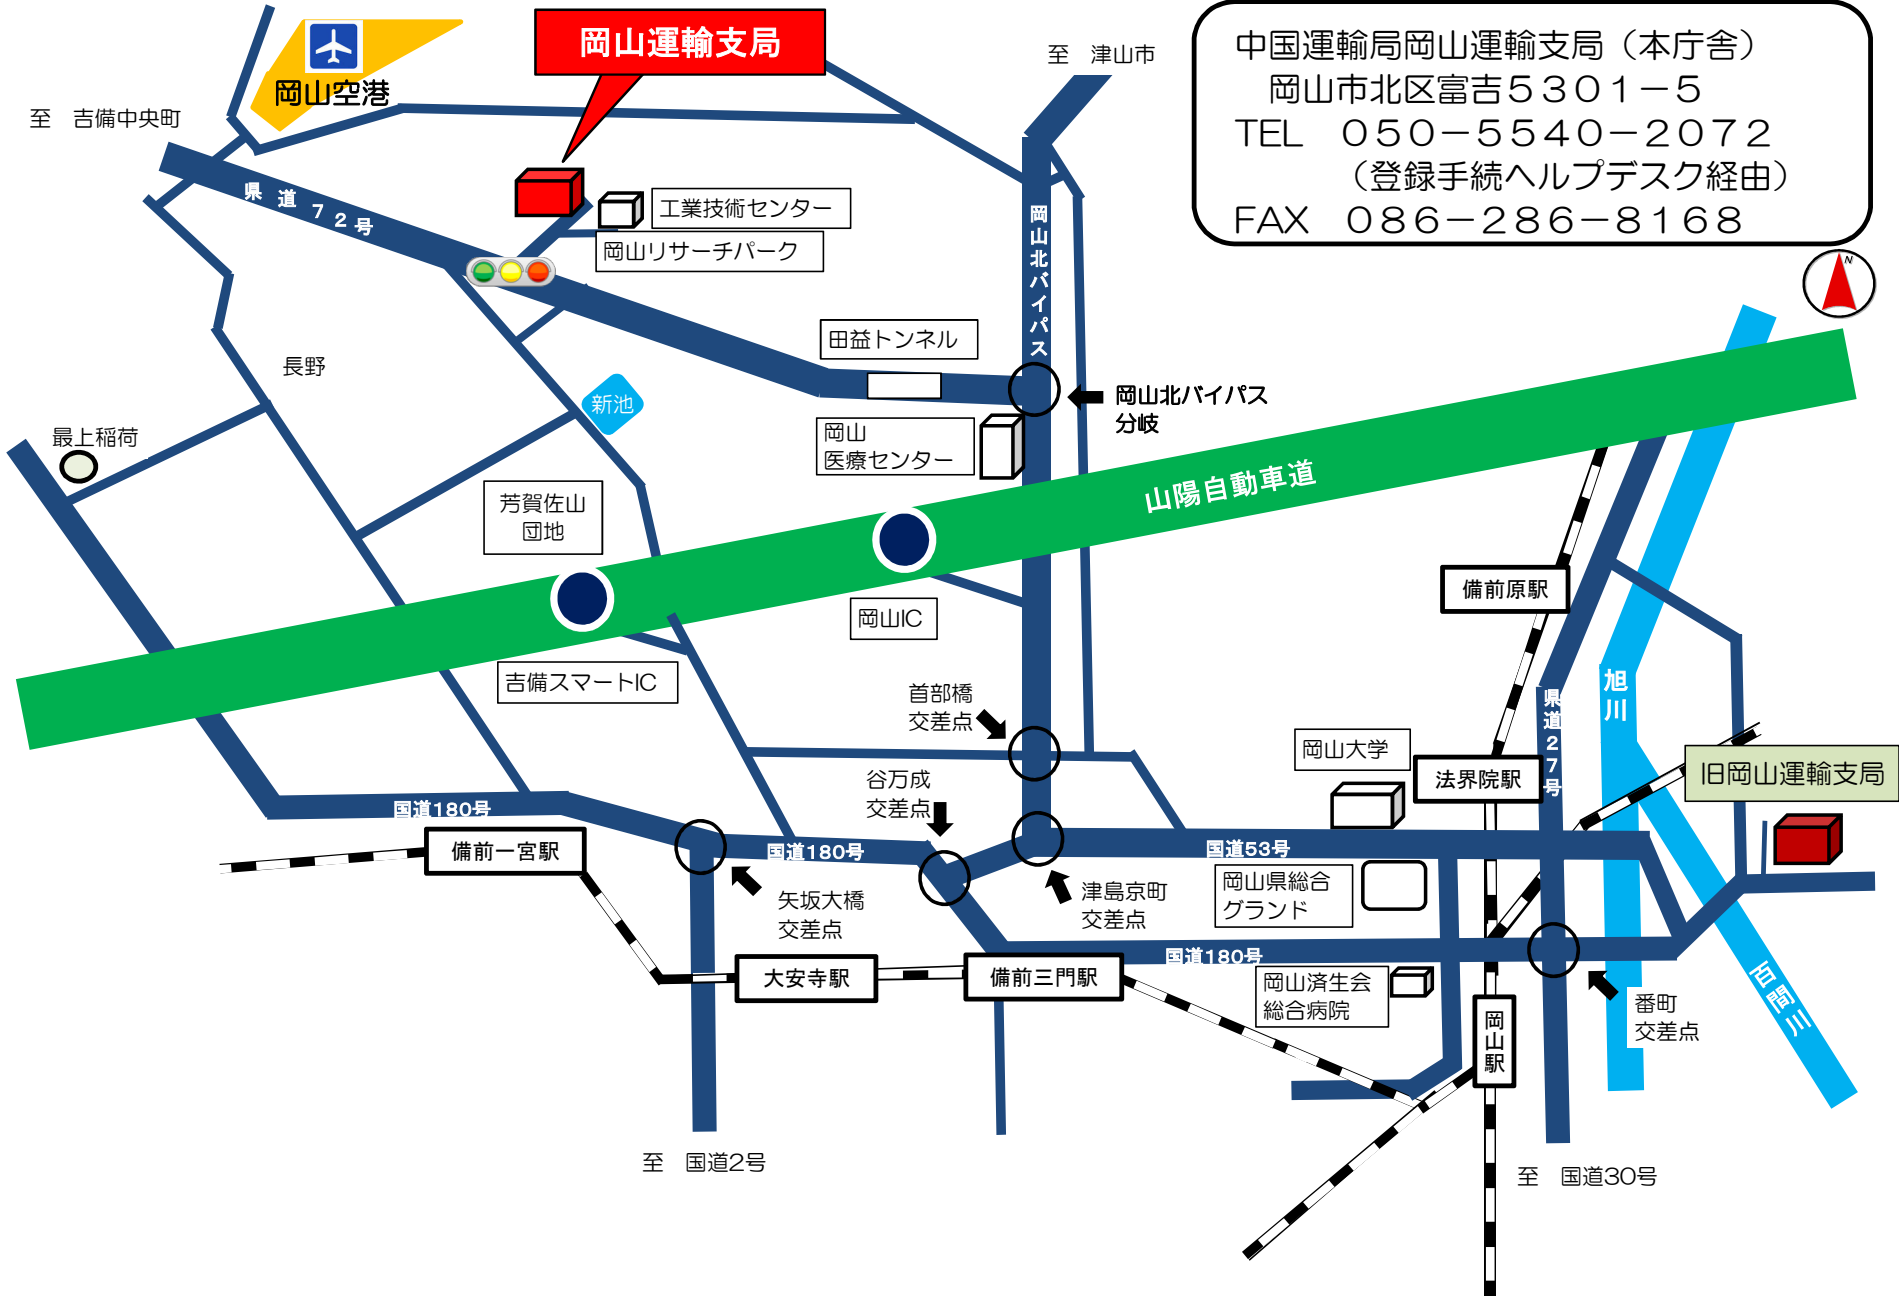 岡山空港
岡山運輸支局
至　津山市
中国運輸局岡山運輸支局（本庁舎）
岡山市北区富吉５３０１－５
TEL　０５０－５５４０－２０７２
（登録手続ヘルプデスク経由）
FAX　０８６－２８６－８１６８
至　吉備中央町
県道７２号
工業技術センター
岡山リサーチパーク
岡山北バイパス
N
田益トンネル
長野
新池
岡山北バイパス
分岐
最上稲荷
岡山
医療センター
山陽自動車道
芳賀佐山
団地
備前原駅
岡山IC
吉備スマートIC
首部橋
交差点
旭川
県道27号
岡山大学
法界院駅
旧岡山運輸支局
谷万成
交差点
国道180号
備前一宮駅
国道180号
国道53号
矢坂大橋
交差点
津島京町
交差点
岡山県総合
グランド
国道180号
大安寺駅
備前三門駅
岡山済生会
総合病院
岡山駅
番町
交差点
百間川
至　国道2号
至　国道30号